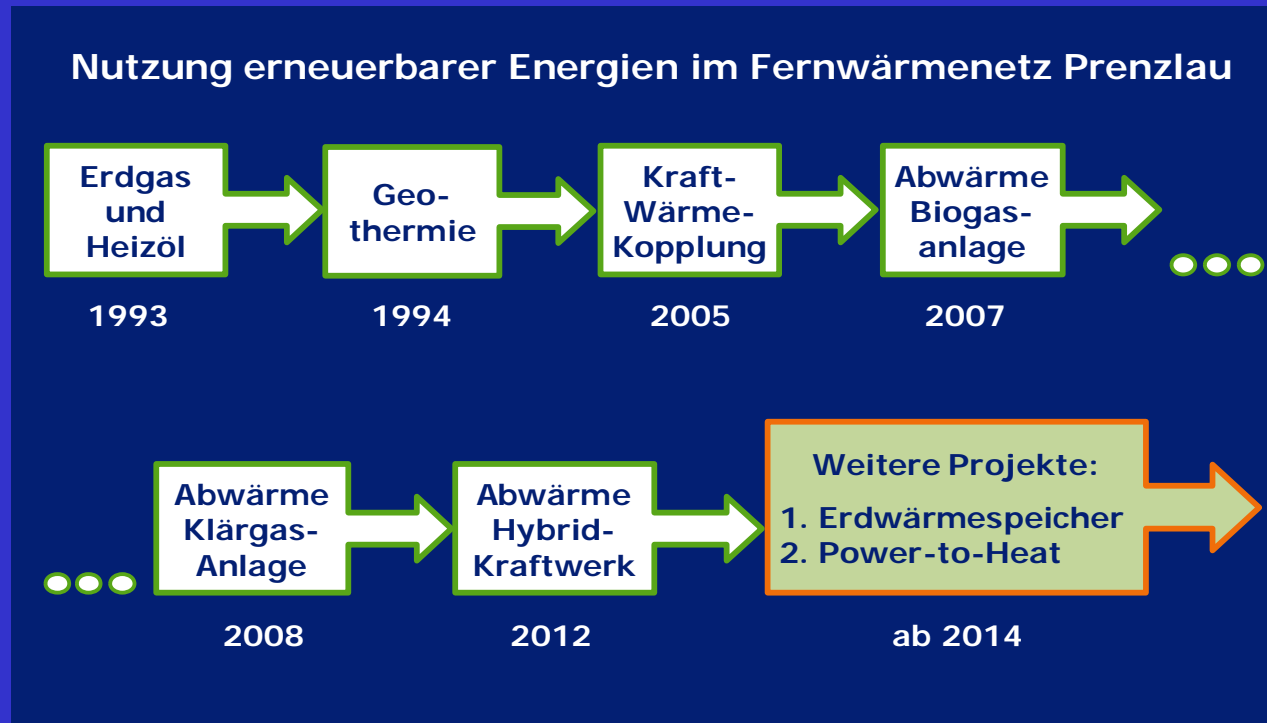 Nutzung erneuerbarer Energien im Fernwärmenetz Prenzlau
Erdgas
und
Heizöl
1993
Geo-
thermie
1994
Kraft-
Wärme-
Kopplung
2005
Abwärme
Biogas-
anlage
2007
Abwärme
Klärgas-
Anlage
2008
Abwärme
Hybrid-
Kraftwerk
2012
Weitere Projekte:
1. Erdwärmespeicher
2. Power-to-Heat
ab 2014